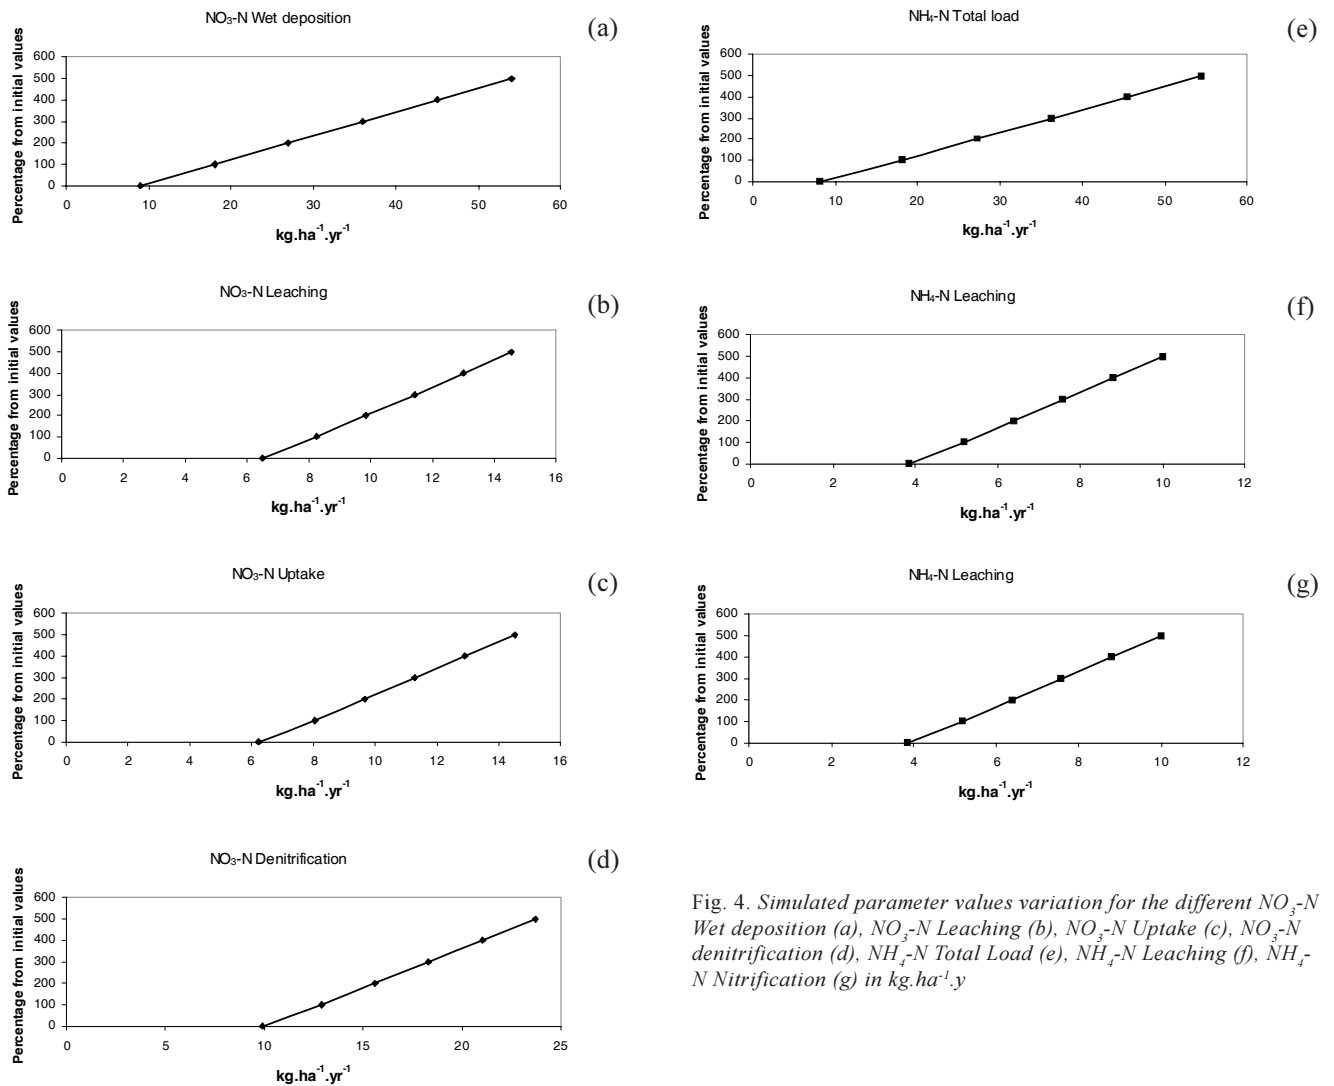 NO₃-N Wet deposition
(a)
Percentage from initial values
600
500
400
300
200
100
0
0 10 20 30 40 50 60
kg.ha⁻¹.yr⁻¹
NO₃-N Leaching
(b)
Percentage from initial values
600
500
400
300
200
100
0
0 2 4 6 8 10 12 14 16
kg.ha⁻¹.yr⁻¹
NO₃-N Uptake
(c)
Percentage from initial values
600
500
400
300
200
100
0
0 2 4 6 8 10 12 14 16
kg.ha⁻¹.yr⁻¹
NO₃-N Denitrification
(d)
Percentage from initial values
600
500
400
300
200
100
0
0 5 10 15 20 25
kg.ha⁻¹.yr⁻¹
NH₄-N Total load
(e)
Percentage from initial values
600
500
400
300
200
100
0
0 10 20 30 40 50 60
kg.ha⁻¹.yr⁻¹
NH₄-N Leaching
(f)
Percentage from initial values
600
500
400
300
200
100
0
0 2 4 6 8 10 12
kg.ha⁻¹.yr⁻¹
NH₄-N Leaching
(g)
Percentage from initial values
600
500
400
300
200
100
0
0 2 4 6 8 10 12
kg.ha⁻¹.yr⁻¹
Fig. 4. Simulated parameter values variation for the different NO₃-N
Wet deposition (a), NO₃-N Leaching (b), NO₃-N Uptake (c), NO₃-N
denitrification (d), NH₄-N Total Load (e), NH₄-N Leaching (f), NH₄-
N Nitrification (g) in kg.ha⁻¹.y